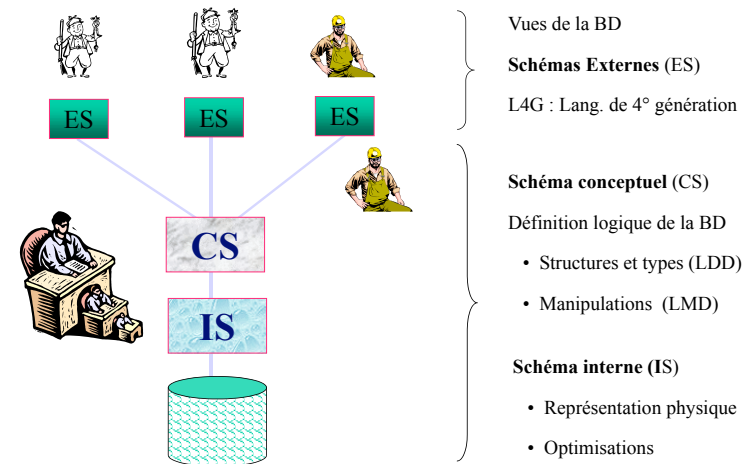 Vues de la BD
Schémas Externes (ES)
L4G : Lang. de 4° génération
ES
ES
ES
Schéma conceptuel (CS)
Définition logique de la BD
• Structures et types (LDD)
• Manipulations (LMD)
CS
IS
Schéma interne (IS)
• Représentation physique
• Optimisations